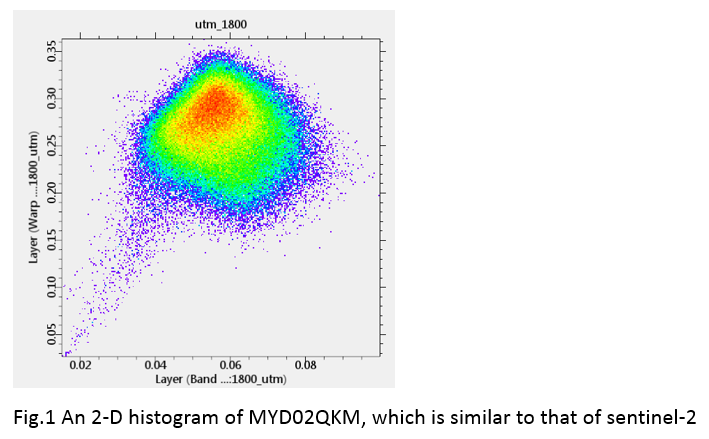 utm_1800
0.35
0.30
0.25
0.20
0.15
0.10
0.05
Layer (Warp ....1800_utm)
0.02 0.04 0.06 0.08
Layer (Band ...:1800_utm)
Fig.1 An 2-D histogram of MYD02QKM, which is similar to that of sentinel-2